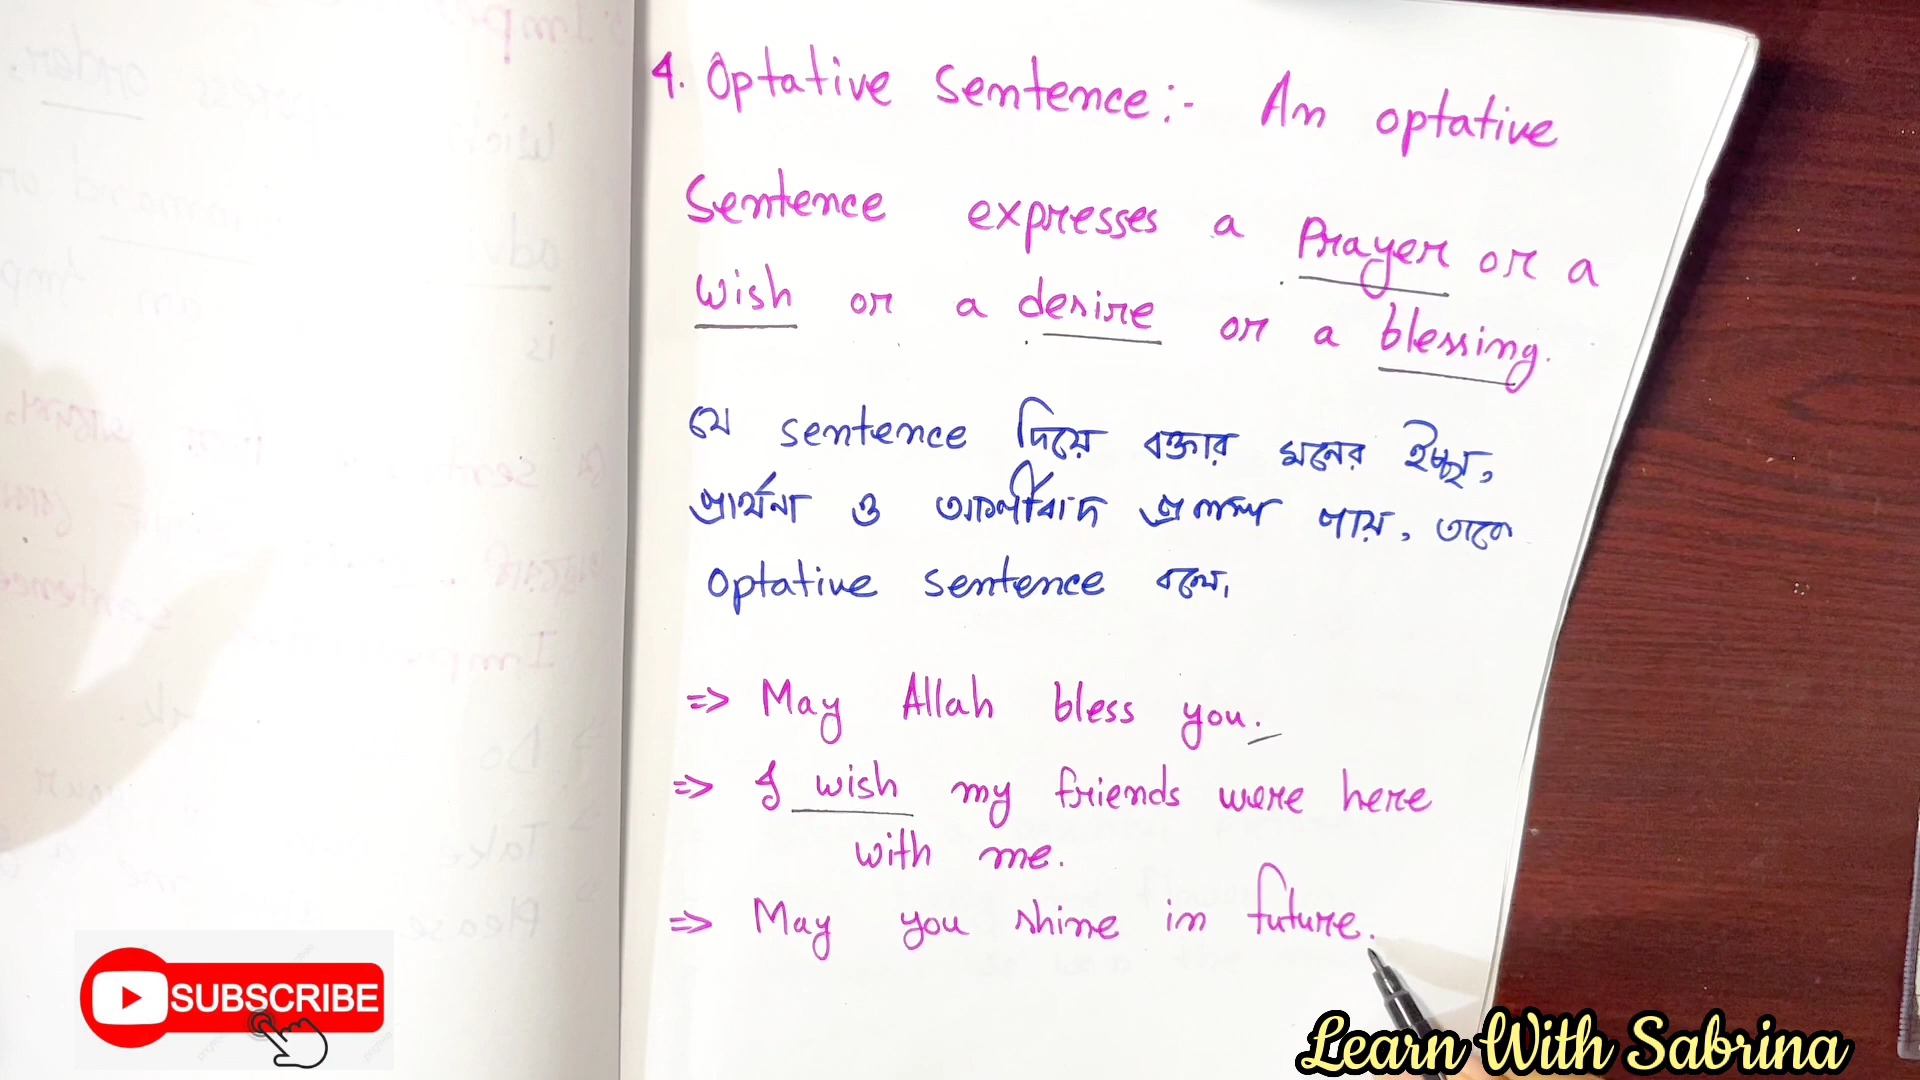 4. Optative Sentence:- An optative
Sentence expresses a Prayer or a
Wish or a desire or a blessing.
যে sentence দিয়ে বক্তার মনের ইচ্ছা,
প্রার্থনা ও আশীর্বাদ প্রকাশ পায়, তাকে
Optative sentence বলে।
=> May Allah bless you.
=> I wish my friends were here
with me.
=> May you shine in future.
SUBSCRIBE
Learn With Sabrina